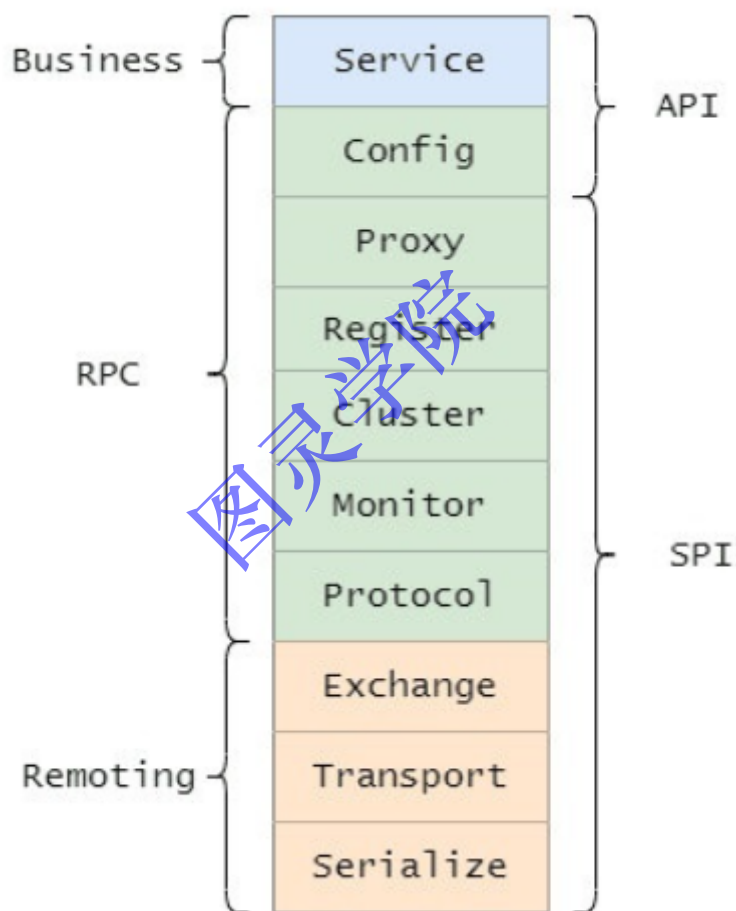 Business
Service
API
Config
Proxy
Register
RPC
Cluster
Monitor
SPI
Protocol
Exchange
Remoting
Transport
Serialize
图灵学院